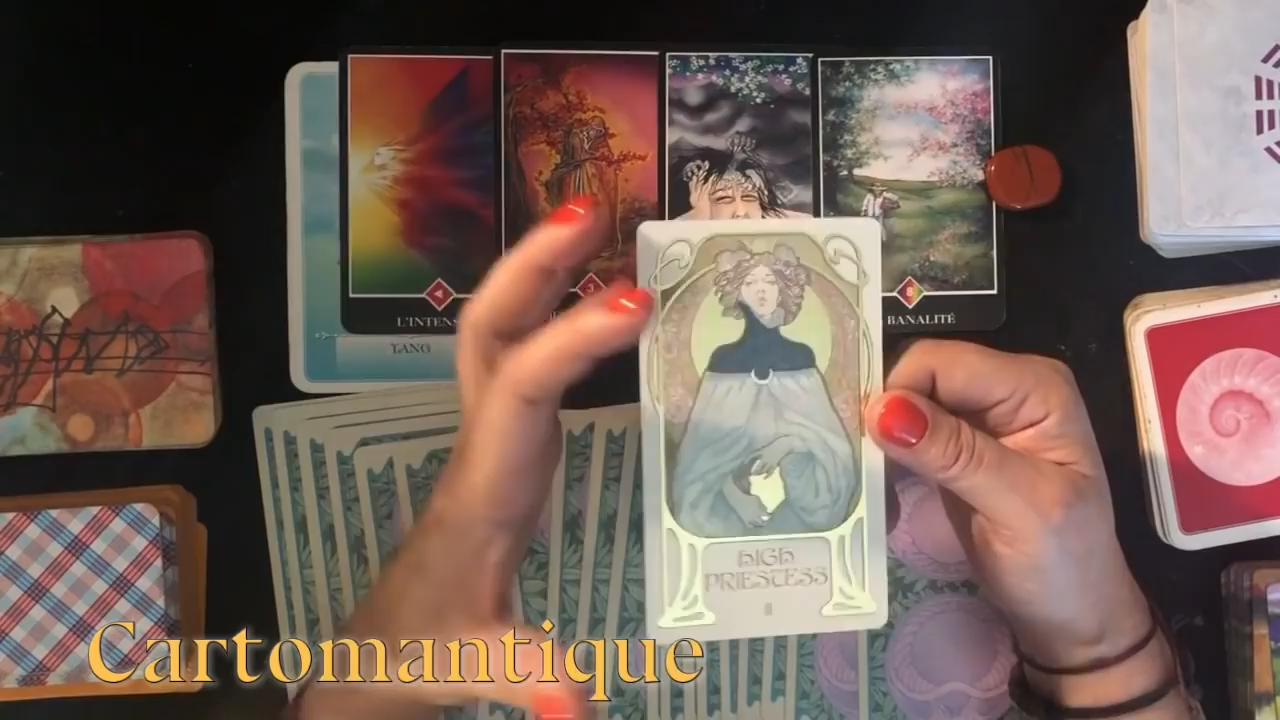 L'INTENS
BANALITÉ
TANG
HIGH
PRIESTESS
II
Cartomantique